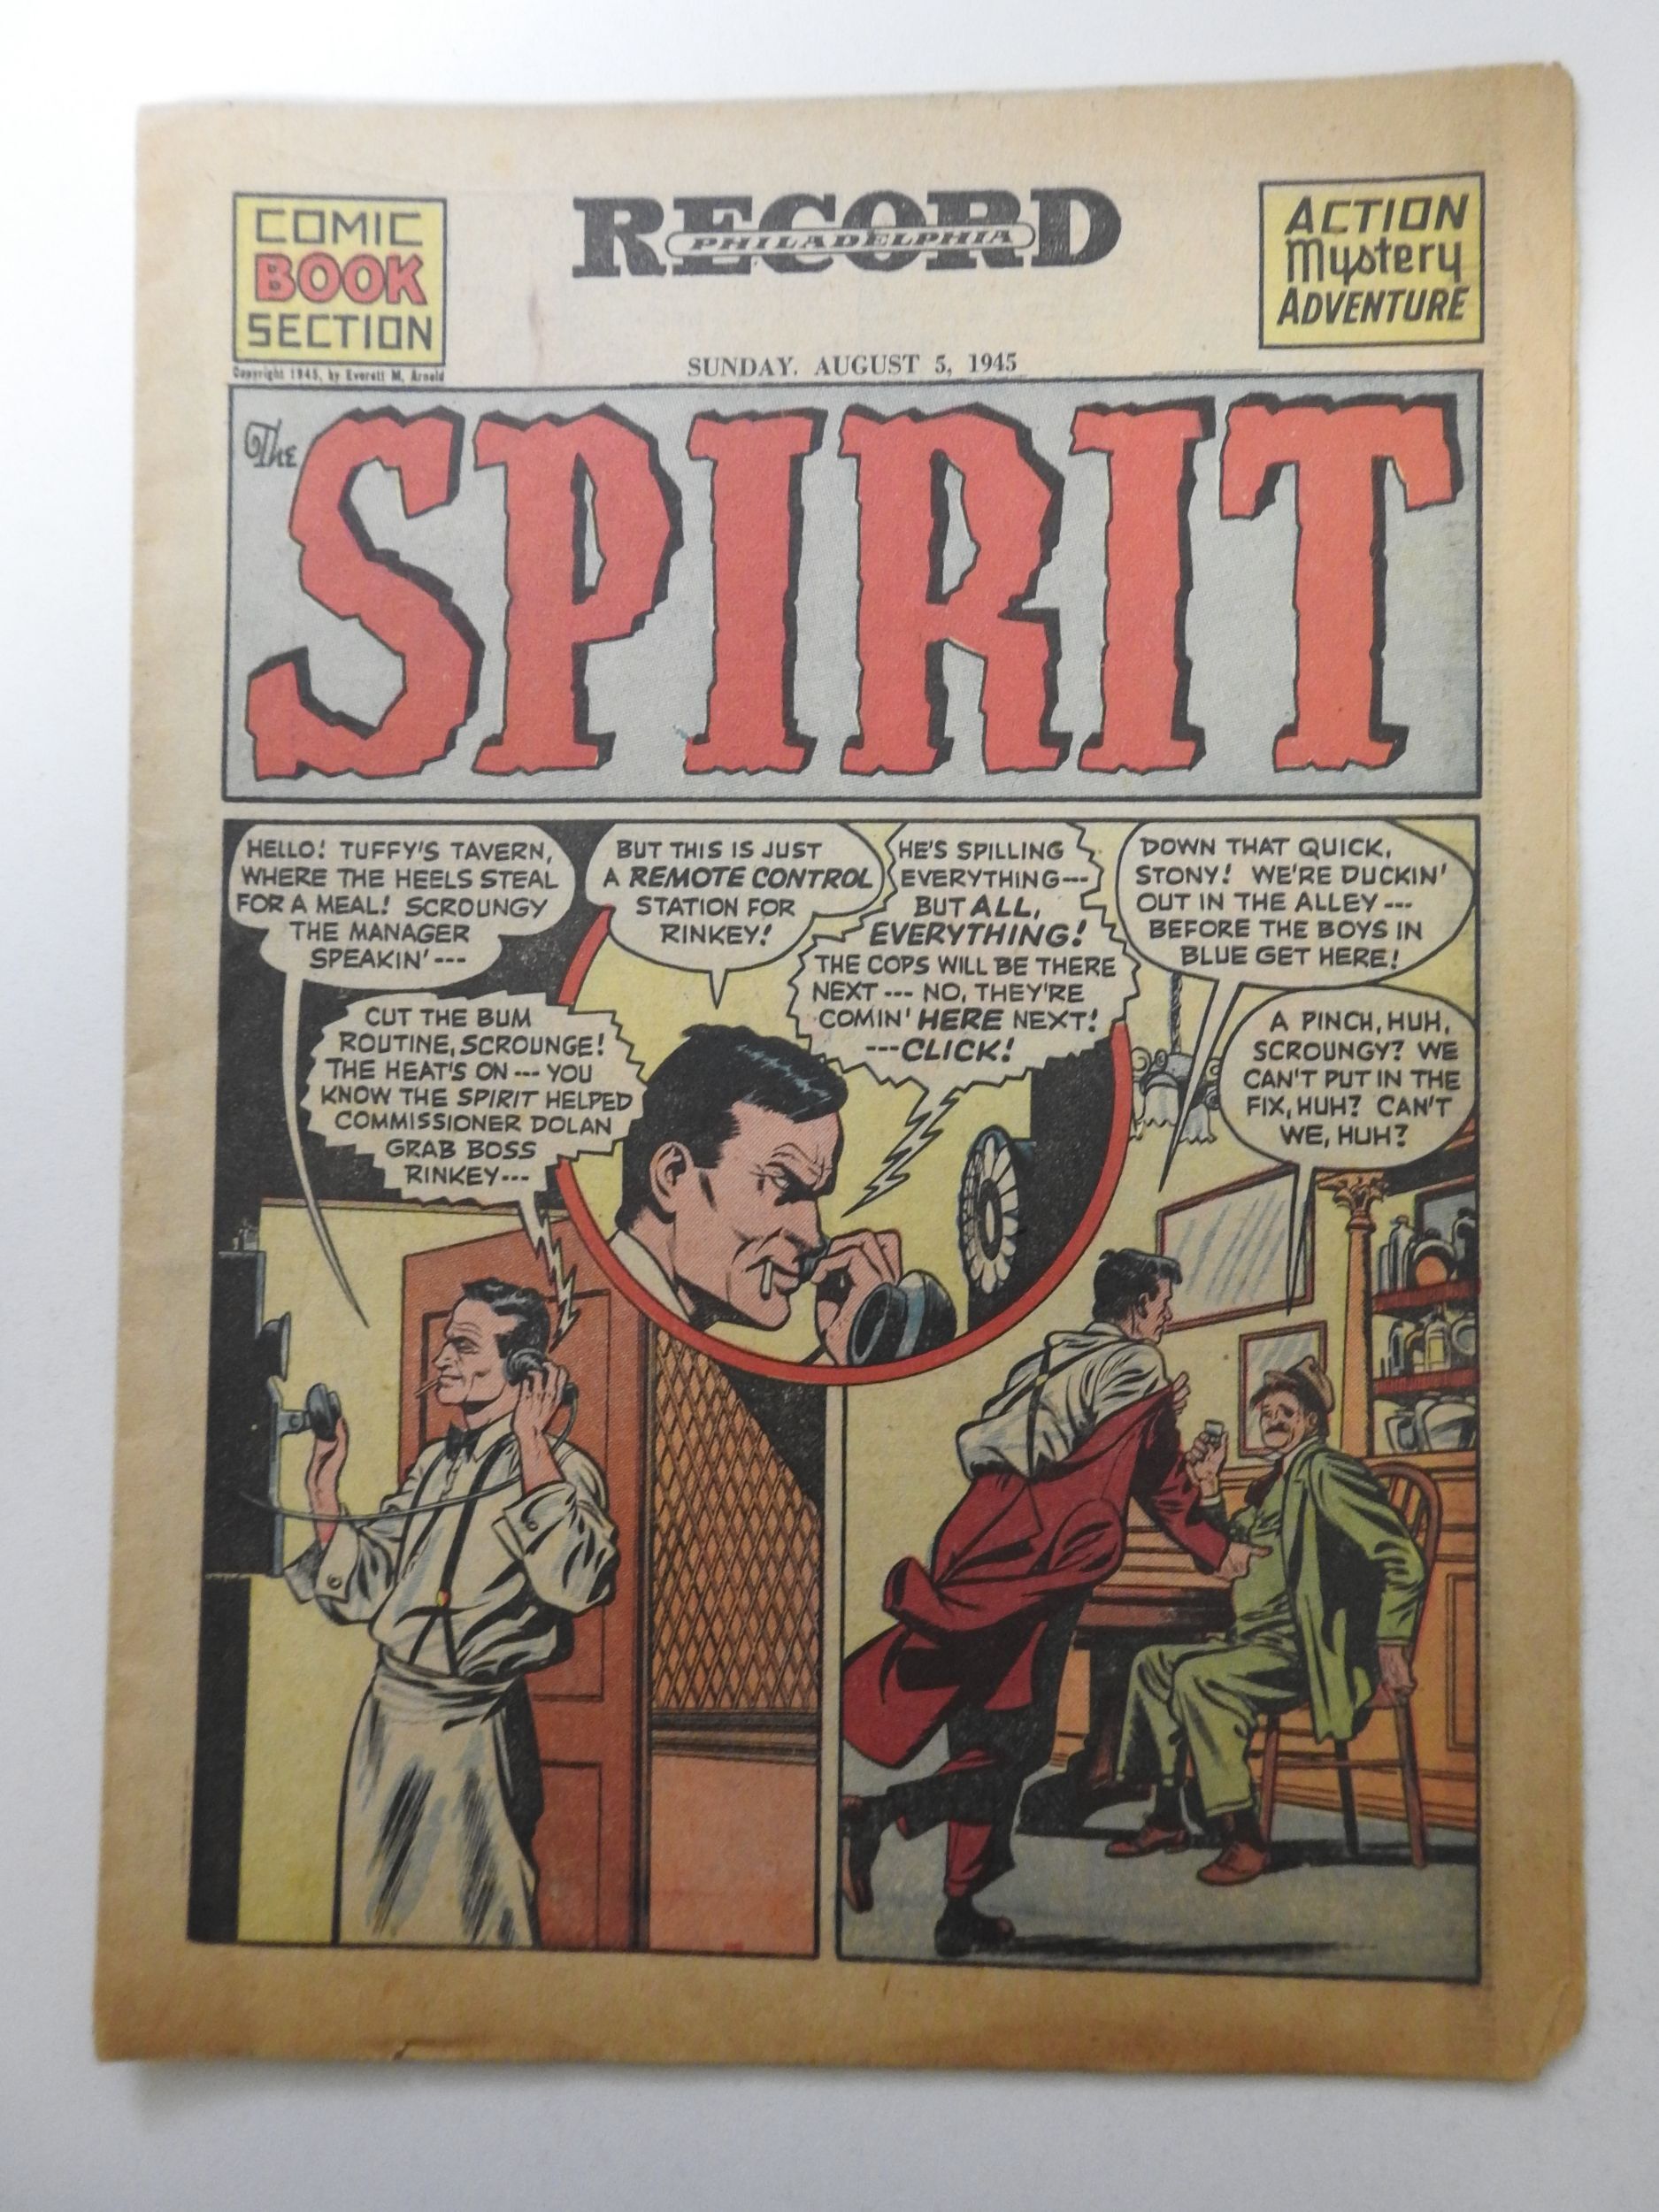 COMIC
BOOK
SECTION
Copyright 1945, by Everett M. Arnold
RECORD
PHILADELPHIA
SUNDAY, AUGUST 5, 1945
ACTION
Mystery
ADVENTURE
The
SPIRIT
HELLO! TUFFY'S TAVERN,
WHERE THE HEELS STEAL
FOR A MEAL! SCROUNGY
THE MANAGER
SPEAKIN'---
CUT THE BUM
ROUTINE, SCROUNGE!
THE HEAT'S ON --- YOU
KNOW THE SPIRIT HELPED
COMMISSIONER DOLAN
GRAB BOSS
RINKEY---
BUT THIS IS JUST
A REMOTE CONTROL
STATION FOR
RINKEY!
HE'S SPILLING
EVERYTHING---
BUT ALL,
EVERYTHING!
THE COPS WILL BE THERE
NEXT --- NO, THEY'RE
COMIN' HERE NEXT!
---CLICK!
DOWN THAT QUICK,
STONY! WE'RE DUCKIN'
OUT IN THE ALLEY ---
BEFORE THE BOYS IN
BLUE GET HERE!
A PINCH, HUH,
SCROUNGY? WE
CAN'T PUT IN THE
FIX, HUH? CAN'T
WE, HUH?